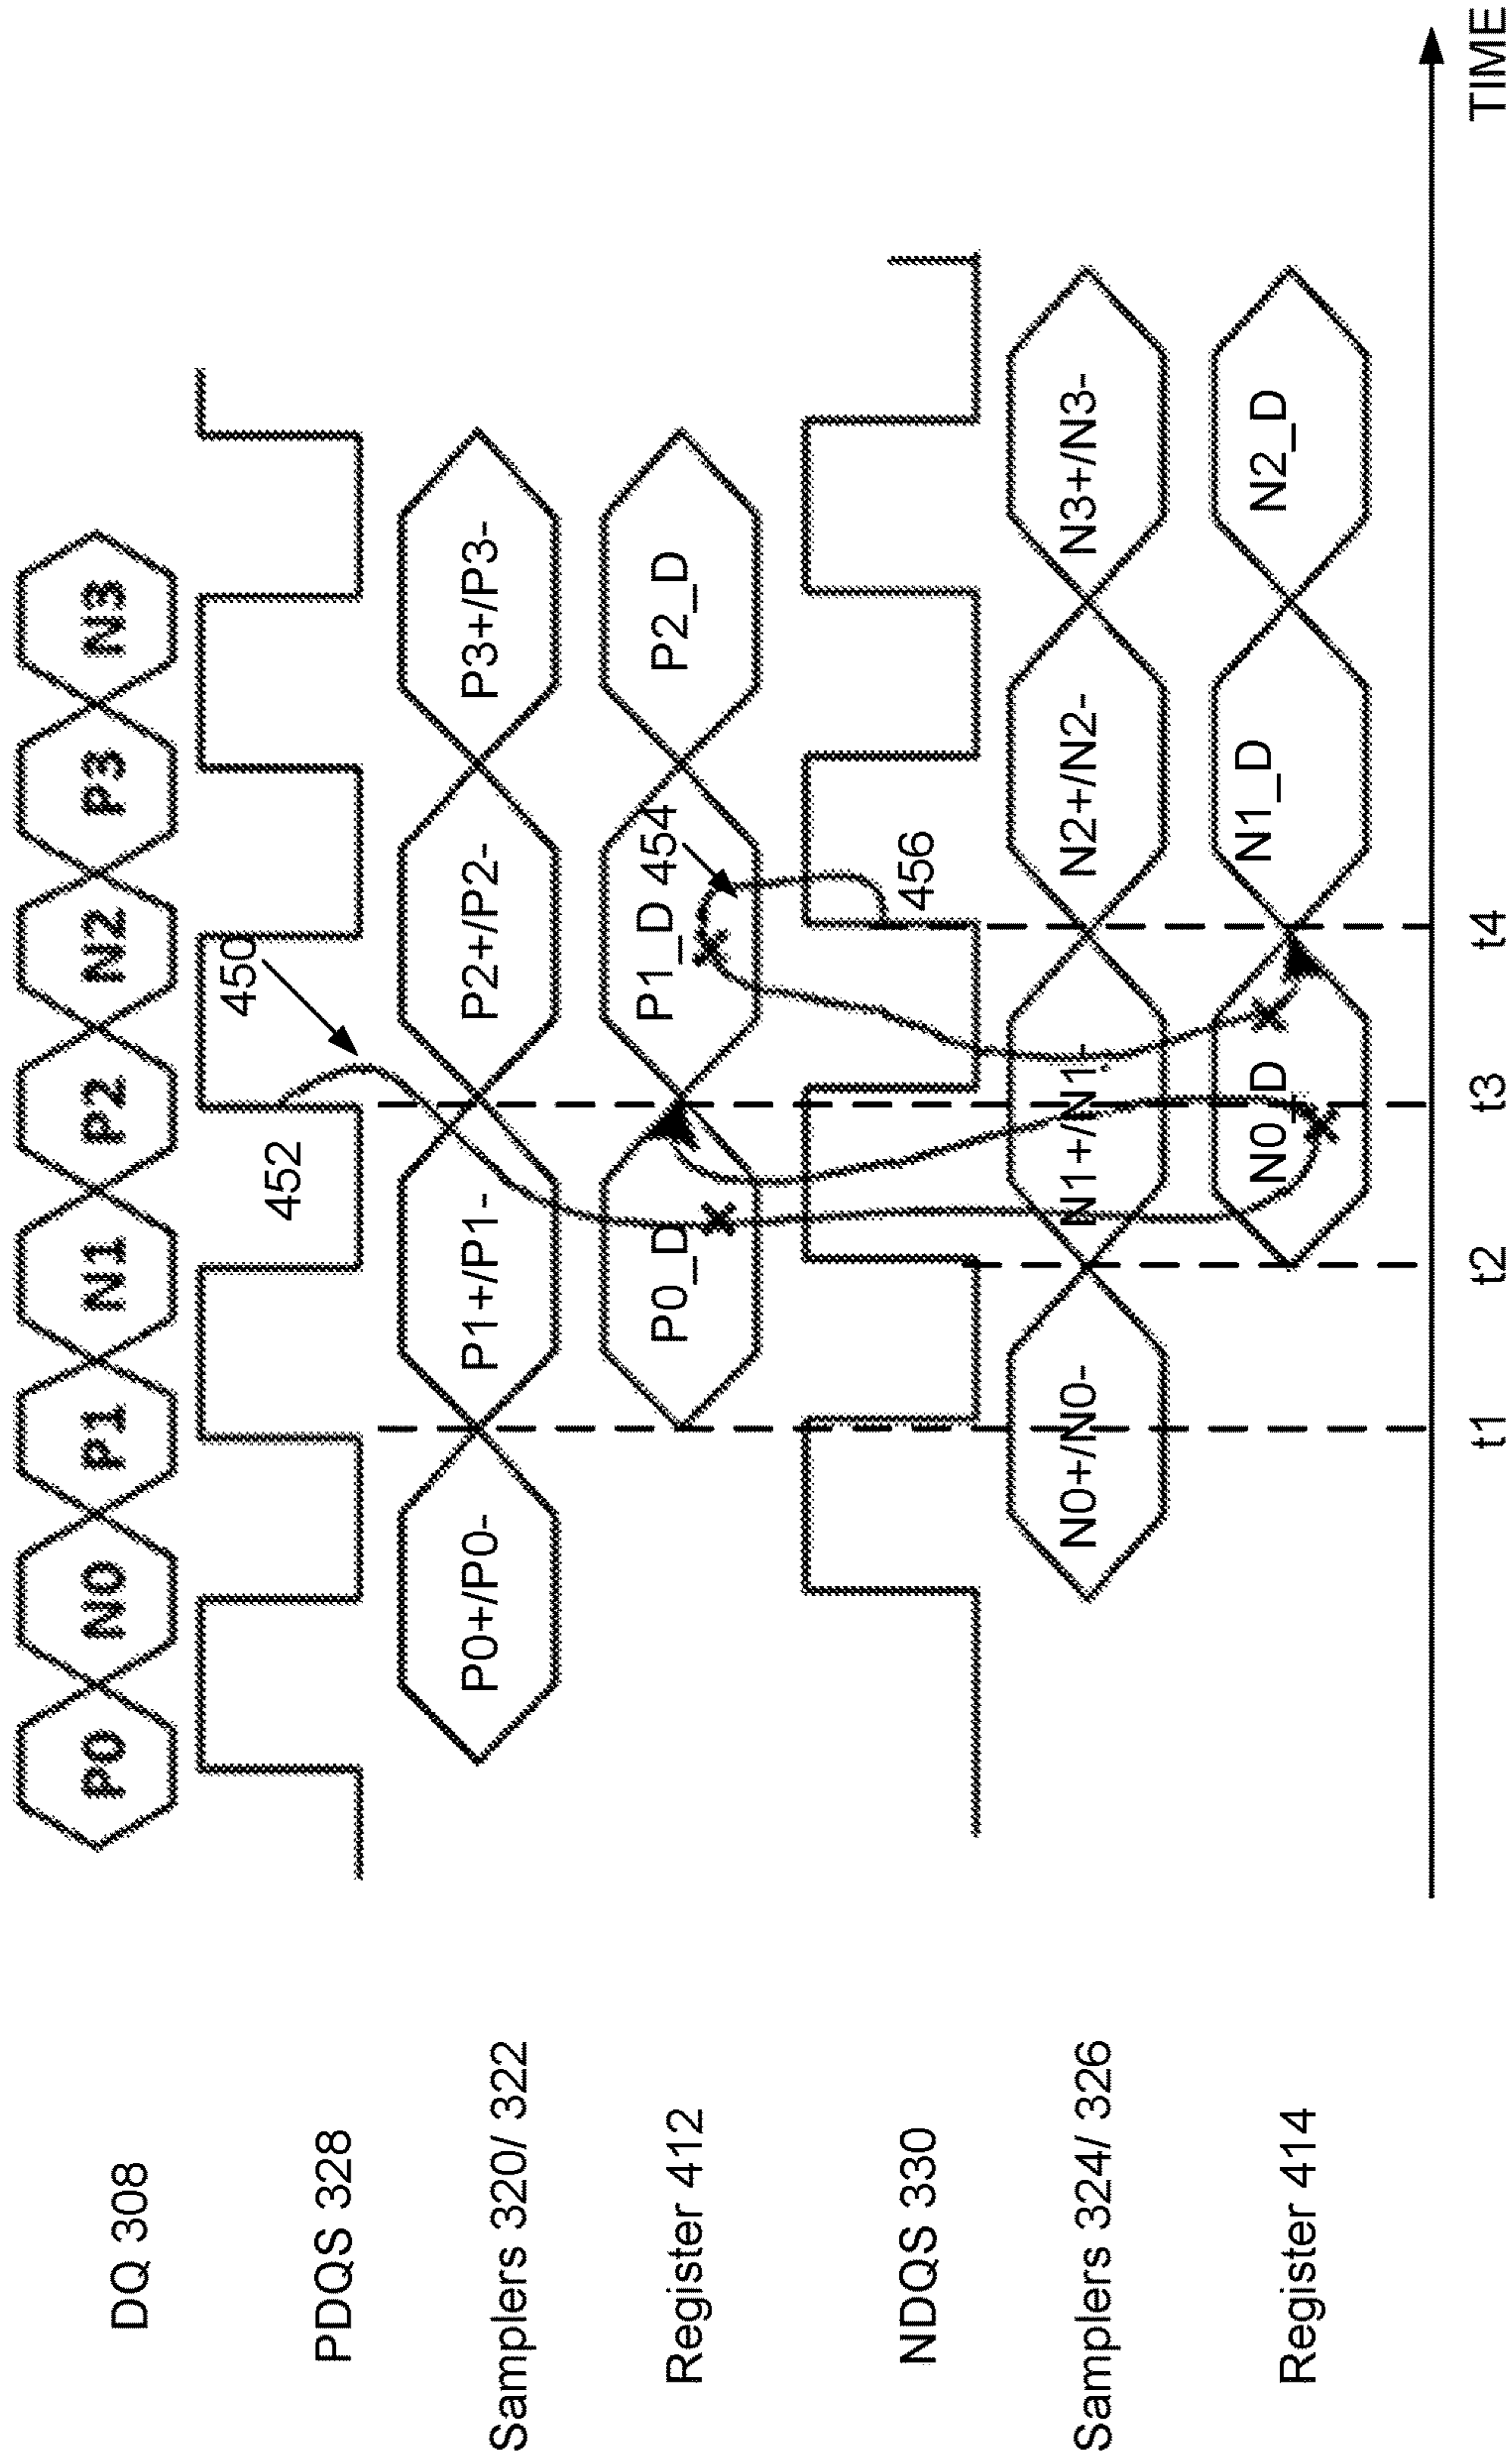 DQ 308 P0 N0 P1 N1 P2 N2 P3 N3
PDQS 328 452 450
Samplers 320/ 322 P0+/P0- P1+/P1- P2+/P2- P3+/P3-
Register 412 P0_D P1_D 454 P2_D
NDQS 330 456
Samplers 324/ 326 N0+/N0- N1+/N1- N2+/N2- N3+/N3-
Register 414 N0_D N1_D N2_D
t1 t2 t3 t4 TIME